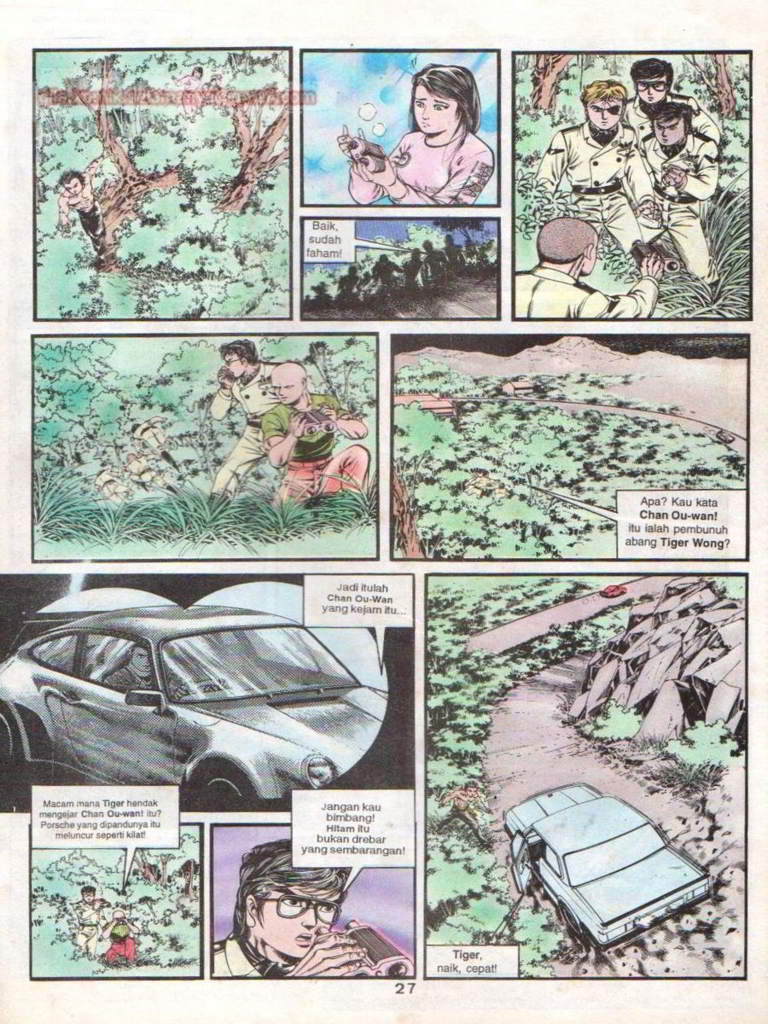 Baik,
sudah
faham!
Apa? Kau kata
Chan Ou-wan!
itu ialah pembunuh
abang Tiger Wong?
Jadi itulah
Chan Ou-Wan
yang kejam itu...
Macam mana Tiger hendak
mengejar Chan Ou-wan! itu?
Porsche yang dipandunya itu
meluncur seperti kilat!
Jangan kau
bimbang!
Hitam itu
bukan drebar
yang sembarangan!
Tiger,
naik, cepat!
27